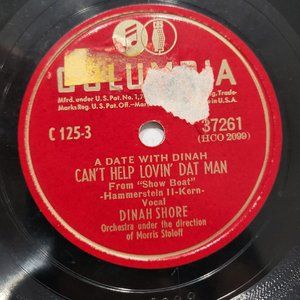 COLUMBIA
Mfrd. under U.S. Pat. No. 1,7
Trade-
Marks Reg. U.S. Pat. Off. Mar
in U.S.A.
C 125-3
37261
(HCO 2099)
A DATE WITH DINAH
CAN'T HELP LOVIN' DAT MAN
From "Show Boat"
-Hammerstein II-Kern-
Vocal
DINAH SHORE
Orchestra under the direction
of Morris Stoloff